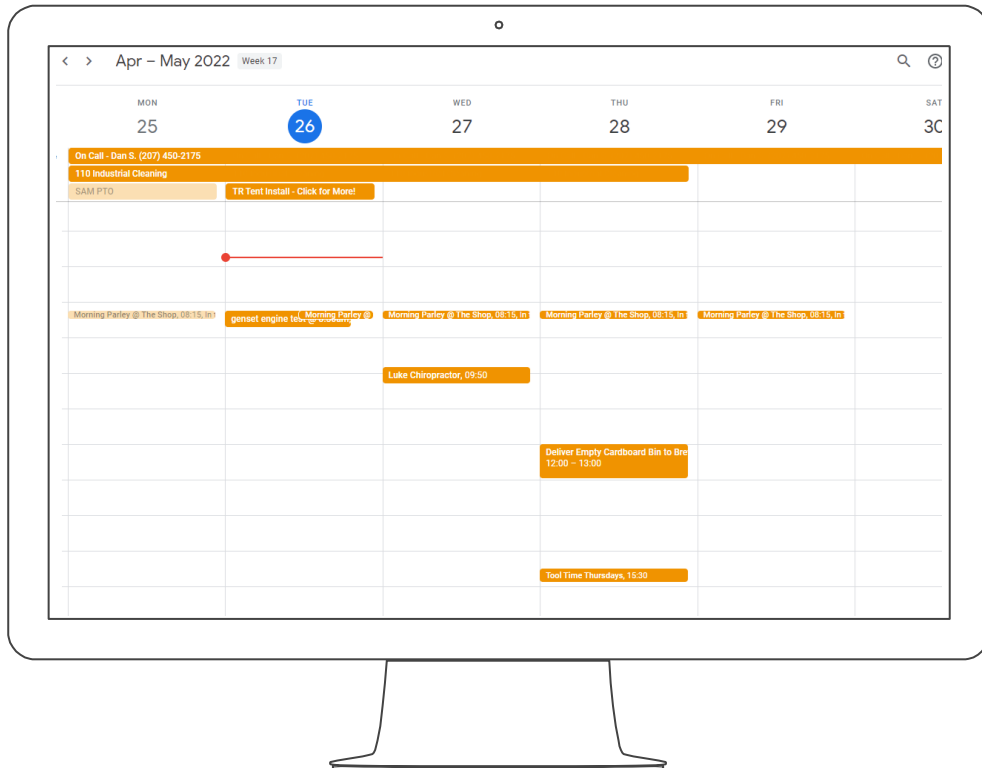 Apr – May 2022 Week 17
MON TUE WED THU FRI SAT
25 26 27 28 29 30
On Call - Dan S. (207) 450-2175
110 Industrial Cleaning
SAM PTO
TR Tent Install - Click for More!
Morning Parley @ The Shop, 08:15, In
genset engine
Morning Parley @
Morning Parley @ The Shop, 08:15, In
Morning Parley @ The Shop, 08:15, In
Morning Parley @ The Shop, 08:15, In
Luke Chiropractor, 09:50
Deliver Empty Cardboard Bin to Bre
12:00 – 13:00
Tool Time Thursdays, 15:30